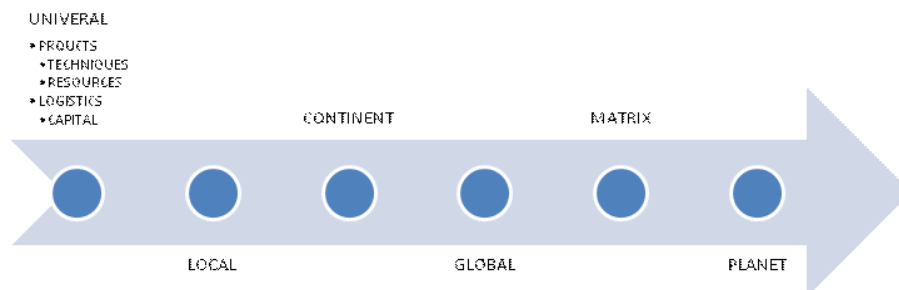 UNIVERAL
• PROUCTS
• TECHNIQUES
• RESOURCES
• LOGISTICS
• CAPITAL
CONTINENT
MATRIX
LOCAL
GLOBAL
PLANET